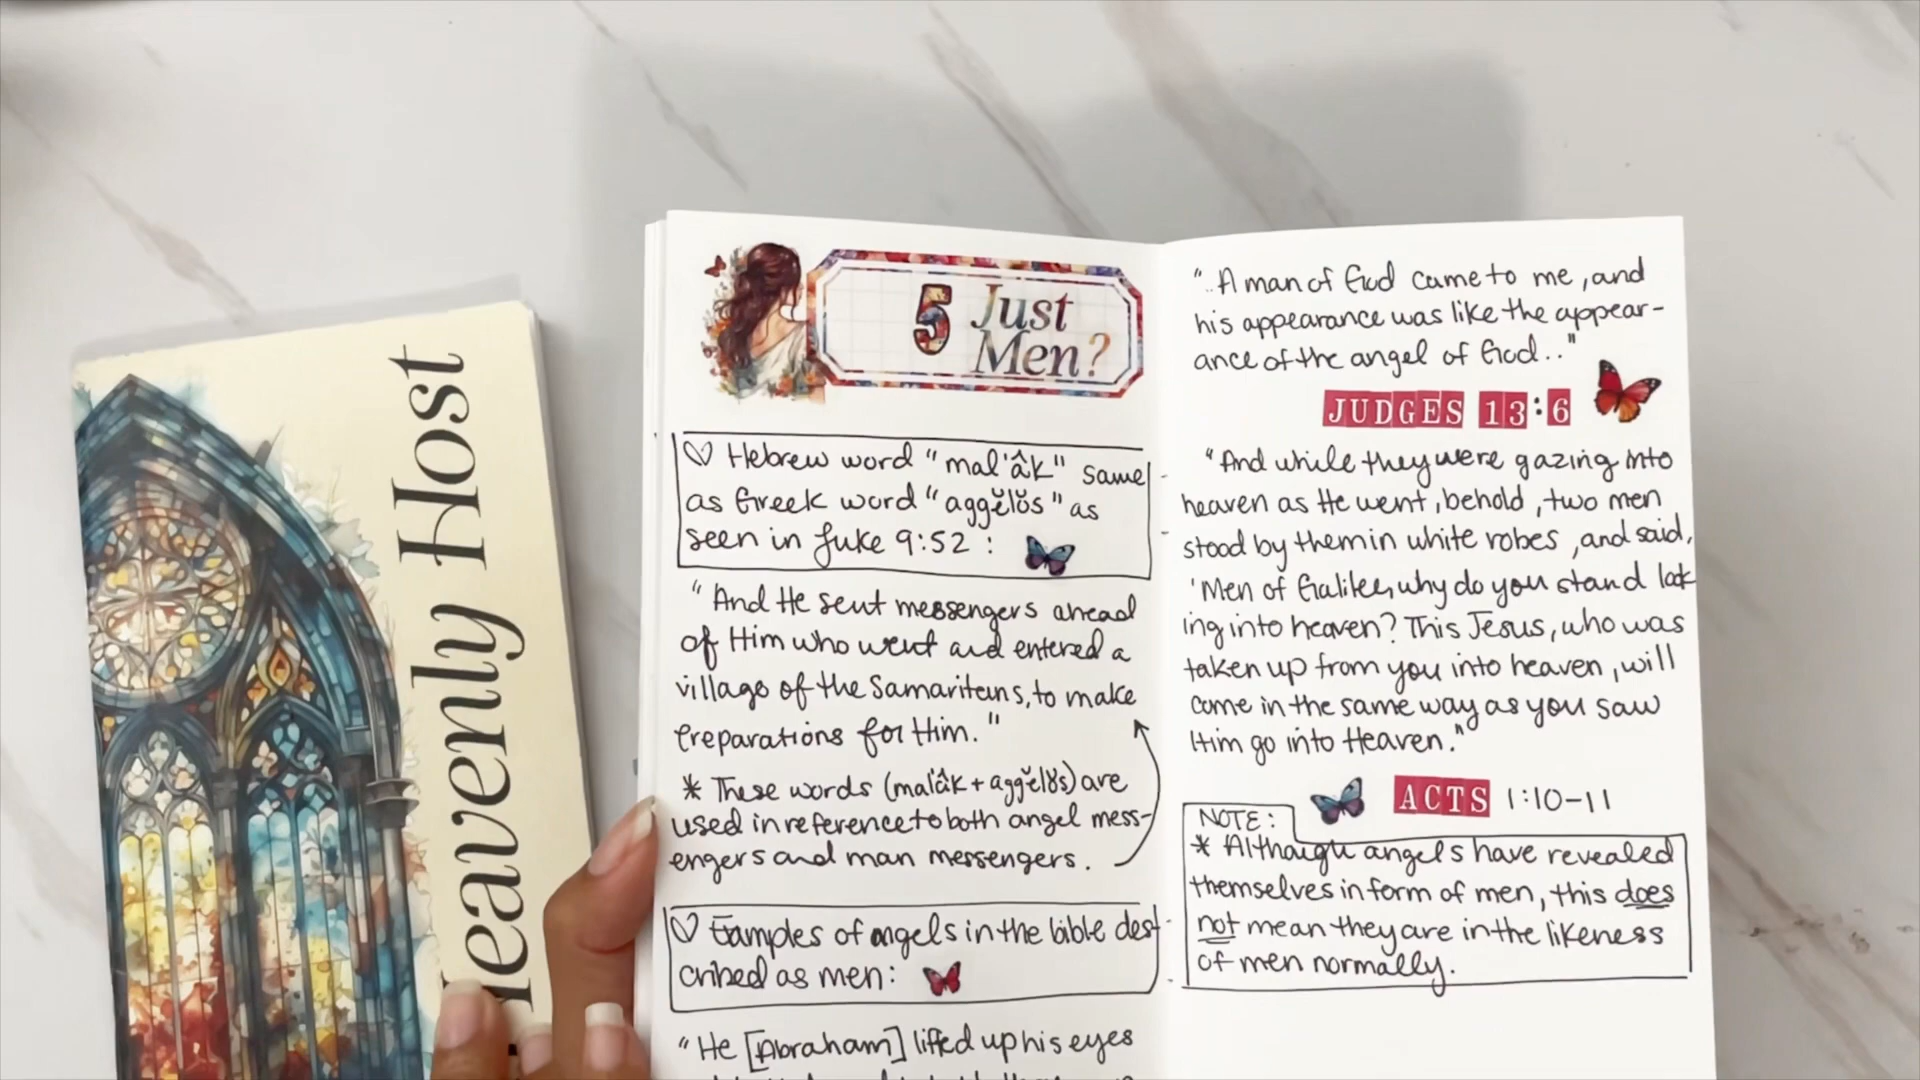 Heavenly Host
5 Just
Men?
♡ Hebrew word "mal'âk" same
as Greek word "aggĕlŏs" as
seen in Luke 9:52 :
"And He sent messengers ahead
of Him who went and entered a
village of the Samaritans, to make
preparations for Him."
* These words (mal'âk + aggĕlŏs) are
used in reference to both angel mess-
engers and man messengers.
♡ Examples of angels in the bible des-
cribed as men:
"He [Abraham] lifted up his eyes
"..A man of God came to me, and
his appearance was like the appear-
ance of the angel of God.."
JUDGES 13:6
"And while they were gazing into
heaven as He went, behold, two men
stood by them in white robes, and said,
'Men of Galilee, why do you stand look
ing into heaven? This Jesus, who was
taken up from you into heaven, will
come in the same way as you saw
Him go into Heaven."
ACTS 1:10-11
NOTE:
* Although angels have revealed
themselves in form of men, this does
not mean they are in the likeness
of men normally.